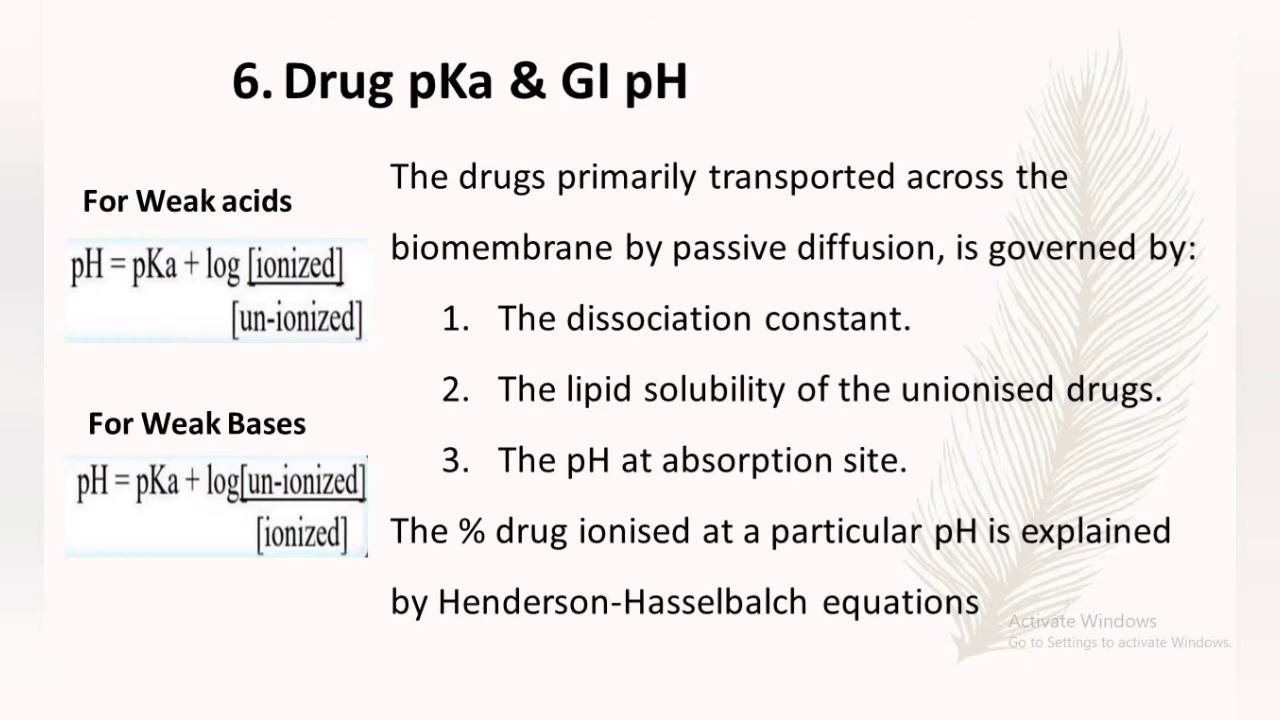 6. Drug pKa & GI pH
For Weak acids
pH = pKa + log [ionized]
[un-ionized]
For Weak Bases
pH = pKa + log[un-ionized]
[ionized]
The drugs primarily transported across the
biomembrane by passive diffusion, is governed by:
1. The dissociation constant.
2. The lipid solubility of the unionised drugs.
3. The pH at absorption site.
The % drug ionised at a particular pH is explained
by Henderson-Hasselbalch equations
Activate Windows
Go to Settings to activate Windows.